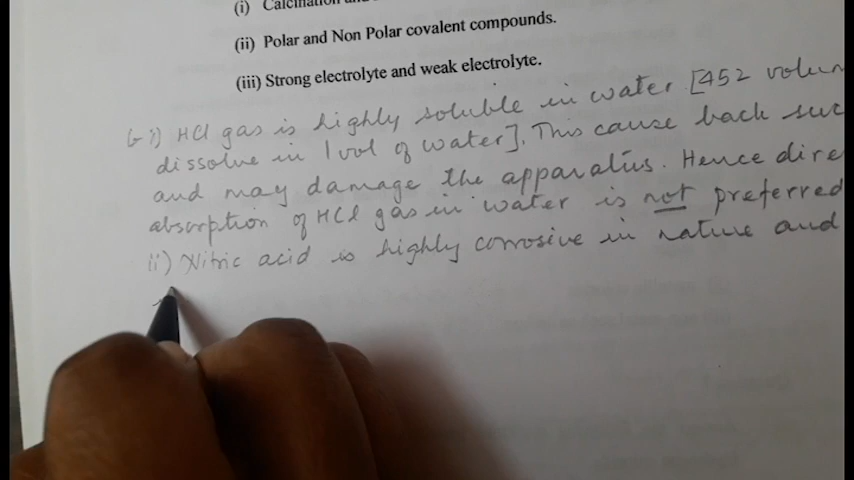 (i) Calcination and
(ii) Polar and Non Polar covalent compounds.
(iii) Strong electrolyte and weak electrolyte.
6 i) HCl gas is highly soluble in water [452 volum
dissolve in 1 vol of water]. This cause back suc
and may damage the apparatus. Hence dire
absorption of HCl gas in water is not preferred
ii) Nitric acid is highly corrosive in nature and